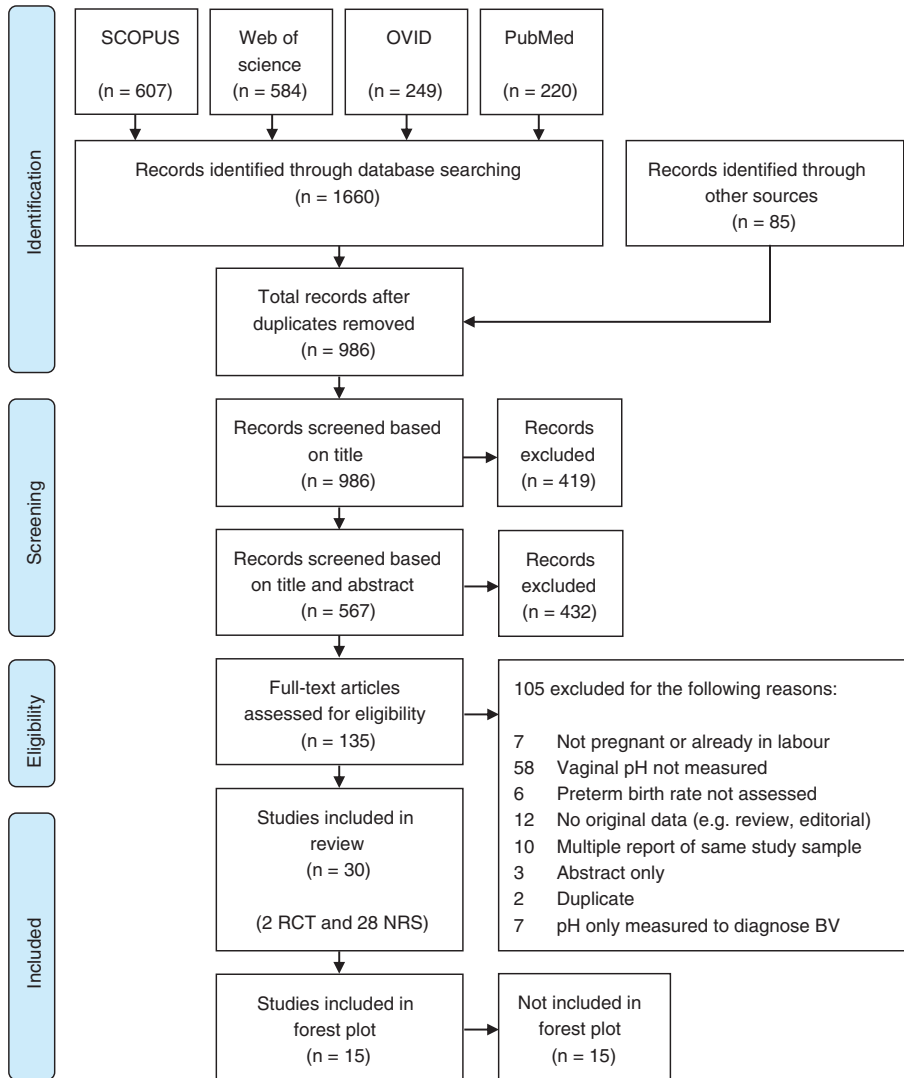 Identification
SCOPUS
(n = 607)
Web of
science
(n = 584)
OVID
(n = 249)
PubMed
(n = 220)
Records identified through database searching
(n = 1660)
Records identified through
other sources
(n = 85)
Total records after
duplicates removed
(n = 986)
Screening
Records screened based
on title
(n = 986)
Records
excluded
(n = 419)
Records screened based
on title and abstract
(n = 567)
Records
excluded
(n = 432)
Eligibility
Full-text articles
assessed for eligibility
(n = 135)
105 excluded for the following reasons:
7 Not pregnant or already in labour
58 Vaginal pH not measured
6 Preterm birth rate not assessed
12 No original data (e.g. review, editorial)
10 Multiple report of same study sample
3 Abstract only
2 Duplicate
7 pH only measured to diagnose BV
Included
Studies included in
review
(n = 30)
(2 RCT and 28 NRS)
Studies included in
forest plot
(n = 15)
Not included in
forest plot
(n = 15)